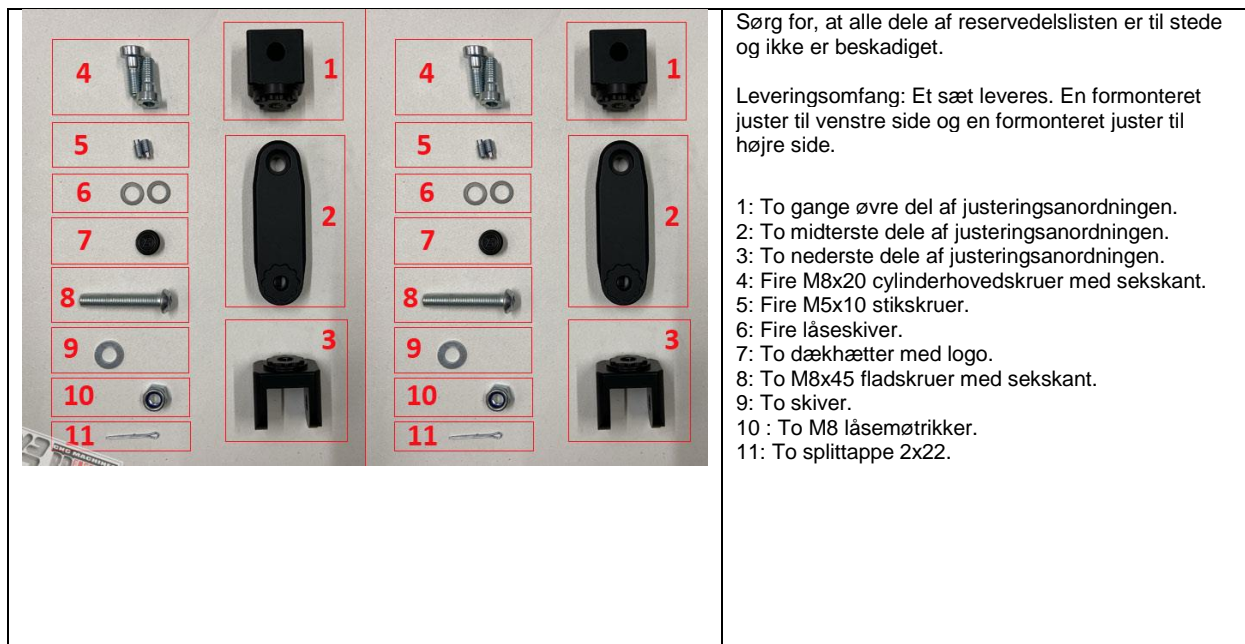 4
1
5
6
2
7
8
9
3
10
11
4
1
5
6
2
7
8
9
3
10
11
Sørg for, at alle dele af reservedelslisten er til stede
og ikke er beskadiget.
Leveringsomfang: Et sæt leveres. En formonteret
juster til venstre side og en formonteret juster til
højre side.
1: To gange øvre del af justeringsanordningen.
2: To midterste dele af justeringsanordningen.
3: To nederste dele af justeringsanordningen.
4: Fire M8x20 cylinderhovedskruer med sekskant.
5: Fire M5x10 stikskruer.
6: Fire låseskiver.
7: To dækhætter med logo.
8: To M8x45 fladskruer med sekskant.
9: To skiver.
10 : To M8 låsemøtrikker.
11: To splittappe 2x22.